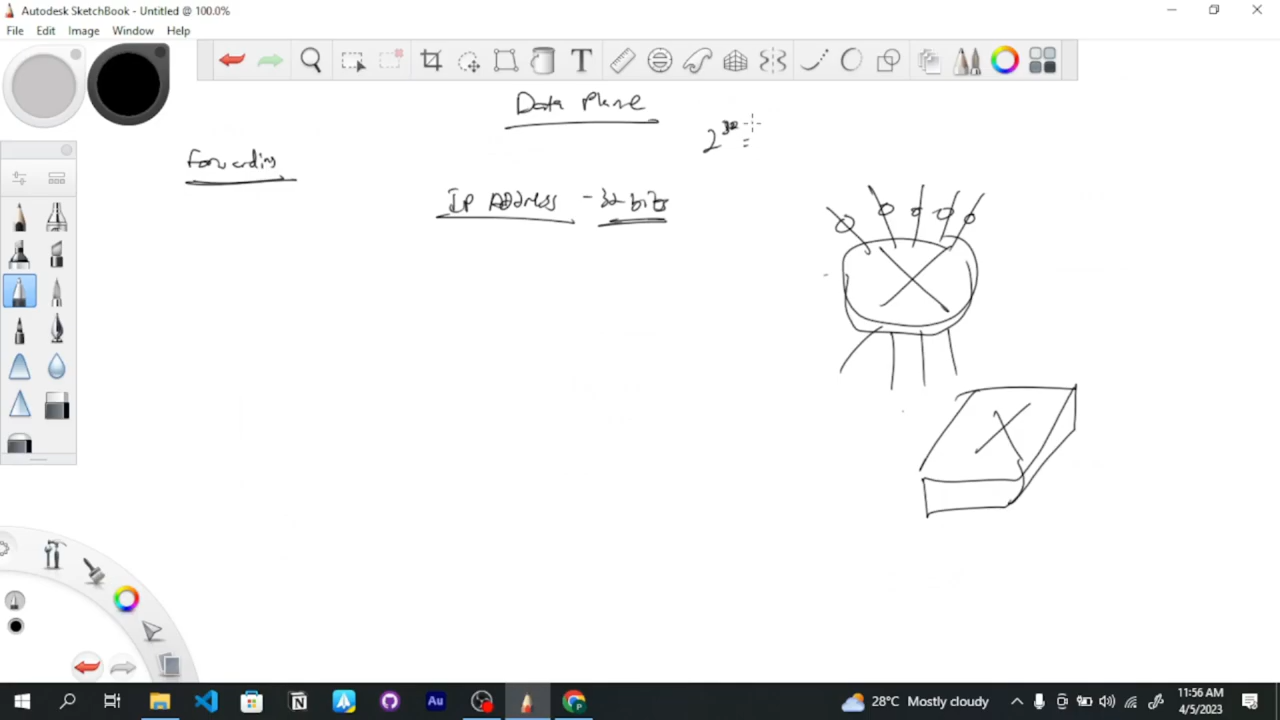 Autodesk SketchBook - Untitled @ 100.0%
File Edit Image Window Help
Data Plane
2³² =
Forwarding
IP Address - 32 bits
28°C Mostly cloudy
11:56 AM
4/5/2023